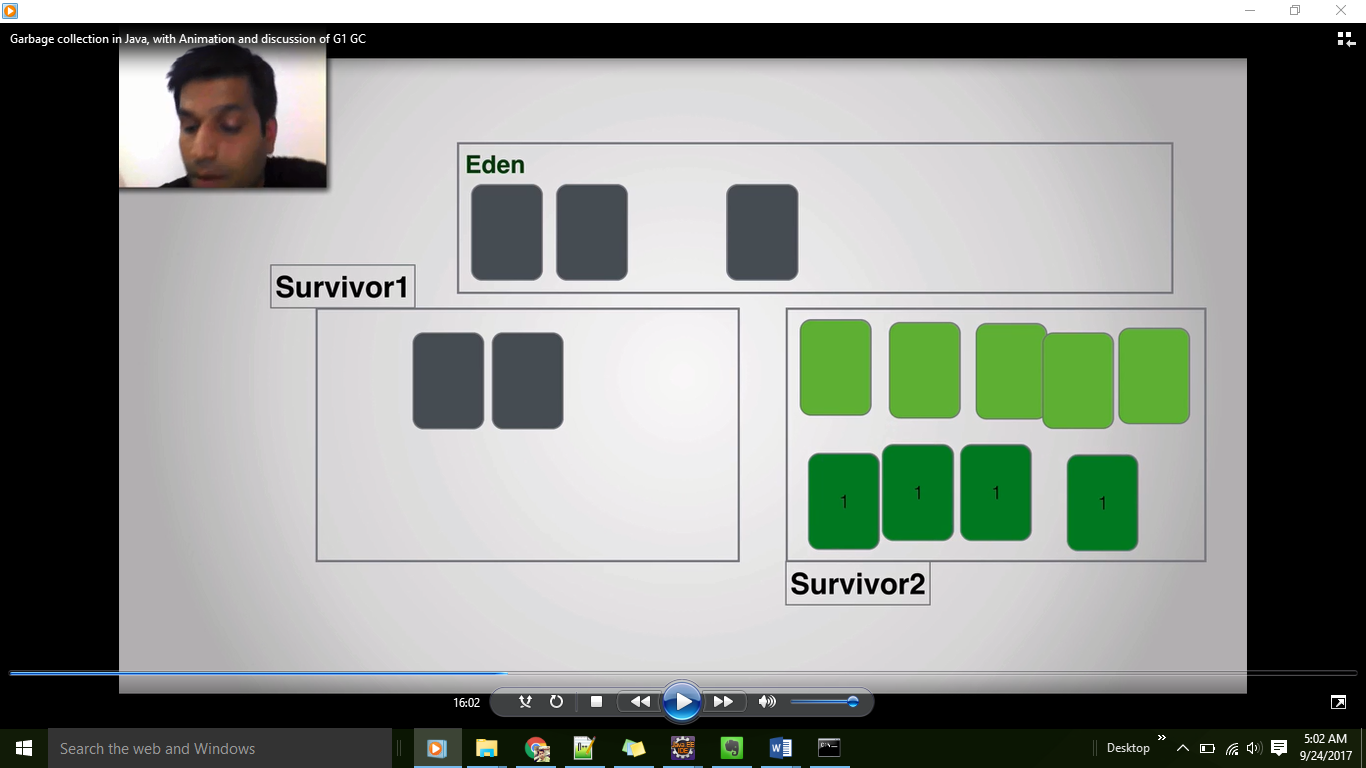 Garbage collection in Java, with Animation and discussion of G1 GC
Eden
Survivor1
1
1
1
1
Survivor2
16:02
Search the web and Windows
Desktop
5:02 AM
9/24/2017